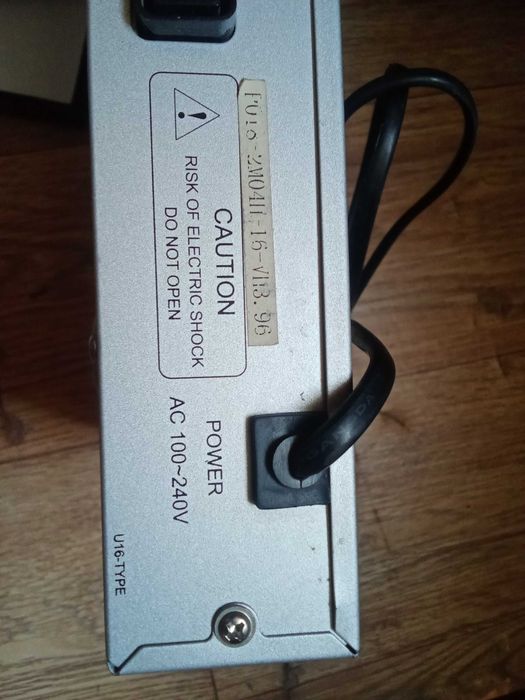 CAUTION
RISK OF ELECTRIC SHOCK
DO NOT OPEN
POWER
AC 100~240V
U16-TYPE